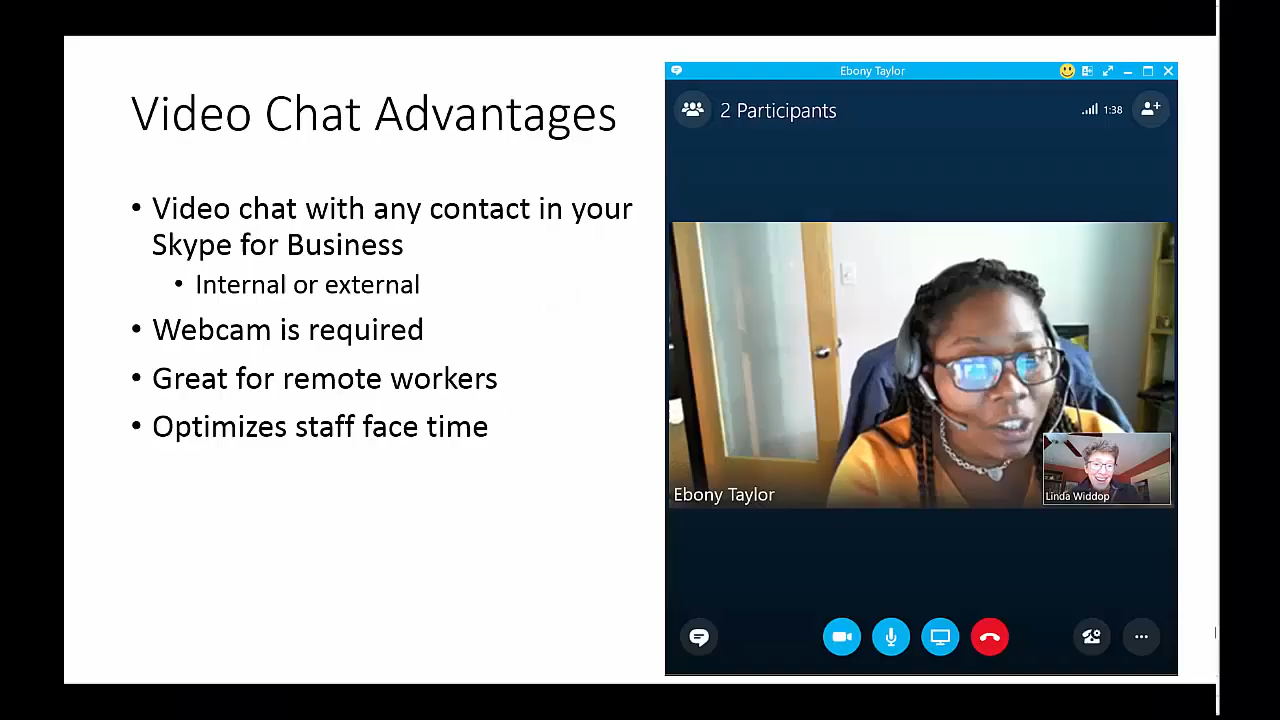 Video Chat Advantages
• Video chat with any contact in your
Skype for Business
• Internal or external
• Webcam is required
• Great for remote workers
• Optimizes staff face time
Ebony Taylor
2 Participants
1:38
Ebony Taylor
Linda Widdop